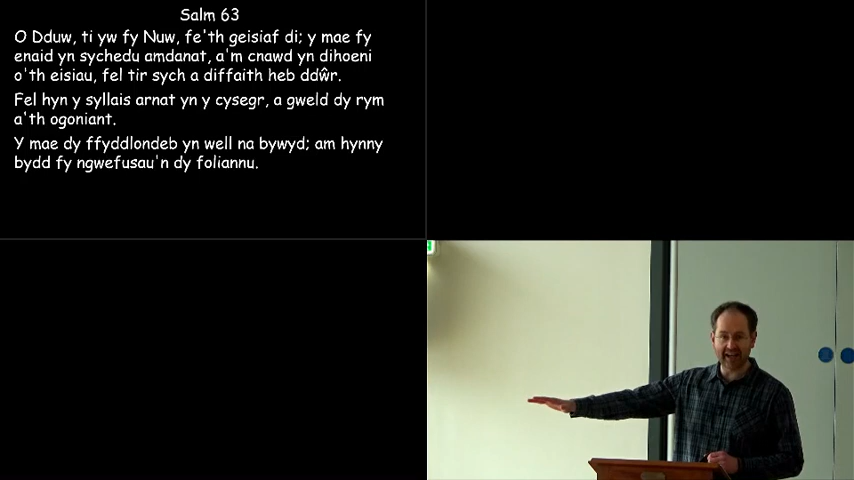 Salm 63
O Dduw, ti yw fy Nuw, fe'th geisiaf di; y mae fy
enaid yn sychedu amdanat, a'm cnawd yn dihoeni
o'th eisiau, fel tir sych a diffaith heb ddŵr.
Fel hyn y syllais arnat yn y cysegr, a gweld dy rym
a'th ogoniant.
Y mae dy ffyddlondeb yn well na bywyd; am hynny
bydd fy ngwefusau'n dy foliannu.